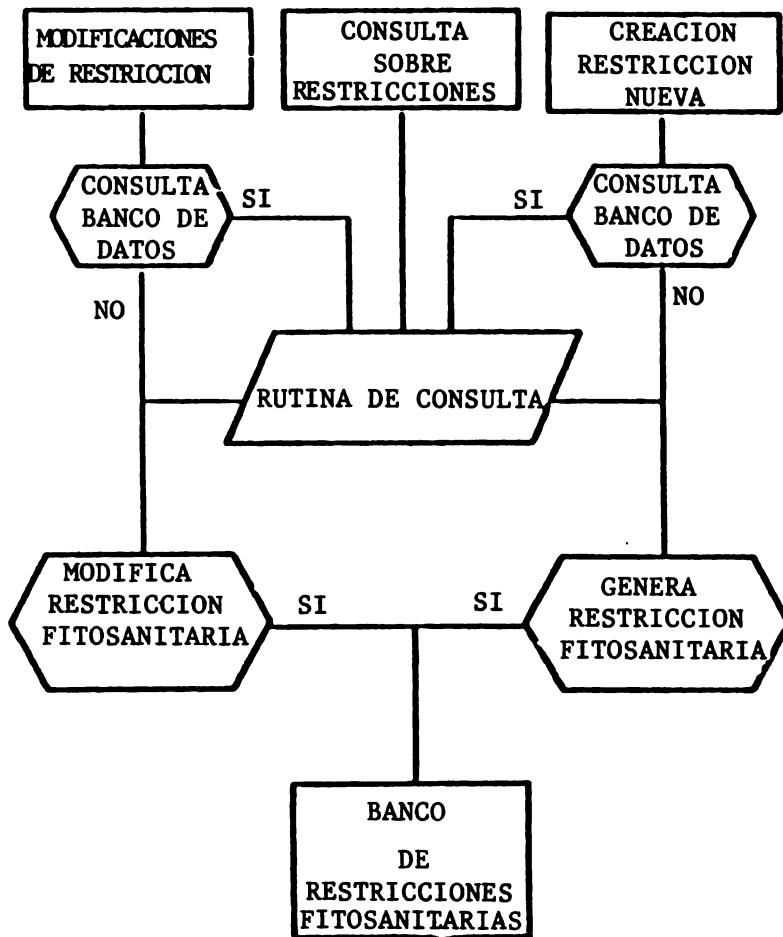 MODIFICACIONES
DE RESTRICCION
CONSULTA
SOBRE
RESTRICCIONES
CREACION
RESTRICCION
NUEVA
CONSULTA
BANCO DE
DATOS
SI
SI
CONSULTA
BANCO DE
DATOS
NO
NO
RUTINA DE CONSULTA
MODIFICA
RESTRICCION
FITOSANITARIA
SI
SI
GENERA
RESTRICCION
FITOSANITARIA
BANCO
DE
RESTRICCIONES
FITOSANITARIAS